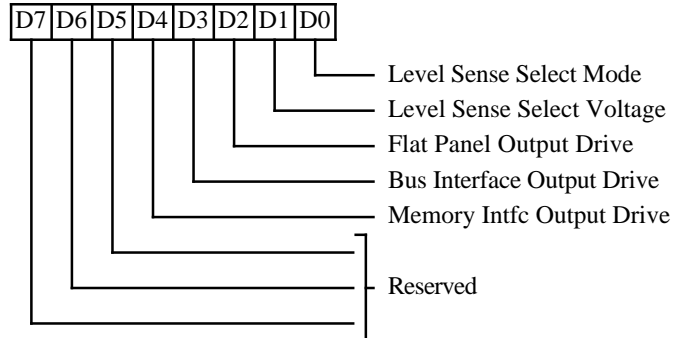 D7 D6 D5 D4 D3 D2 D1 D0
Level Sense Select Mode
Level Sense Select Voltage
Flat Panel Output Drive
Bus Interface Output Drive
Memory Intfc Output Drive
Reserved